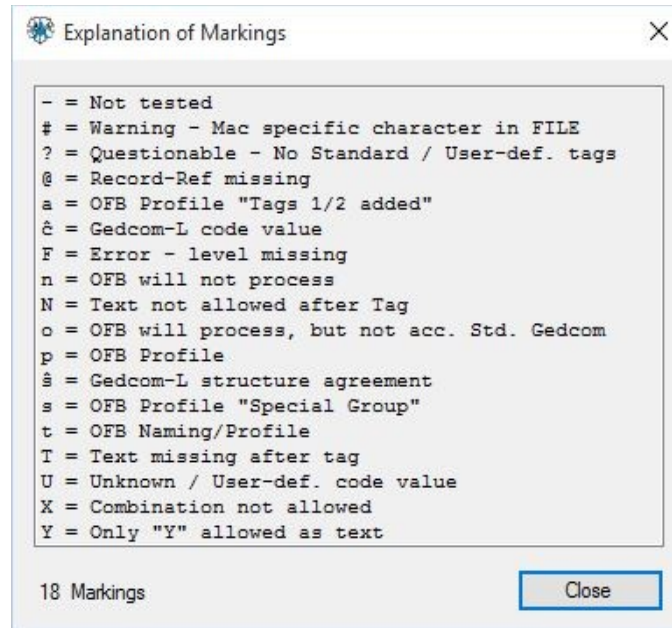 Explanation of Markings
- = Not tested
# = Warning - Mac specific character in FILE
? = Questionable - No Standard / User-def. tags
@ = Record-Ref missing
a = OFB Profile "Tags 1/2 added"
ĉ = Gedcom-L code value
F = Error - level missing
n = OFB will not process
N = Text not allowed after Tag
o = OFB will process, but not acc. Std. Gedcom
p = OFB Profile
ŝ = Gedcom-L structure agreement
s = OFB Profile "Special Group"
t = OFB Naming/Profile
T = Text missing after tag
U = Unknown / User-def. code value
X = Combination not allowed
Y = Only "Y" allowed as text
18 Markings
Close